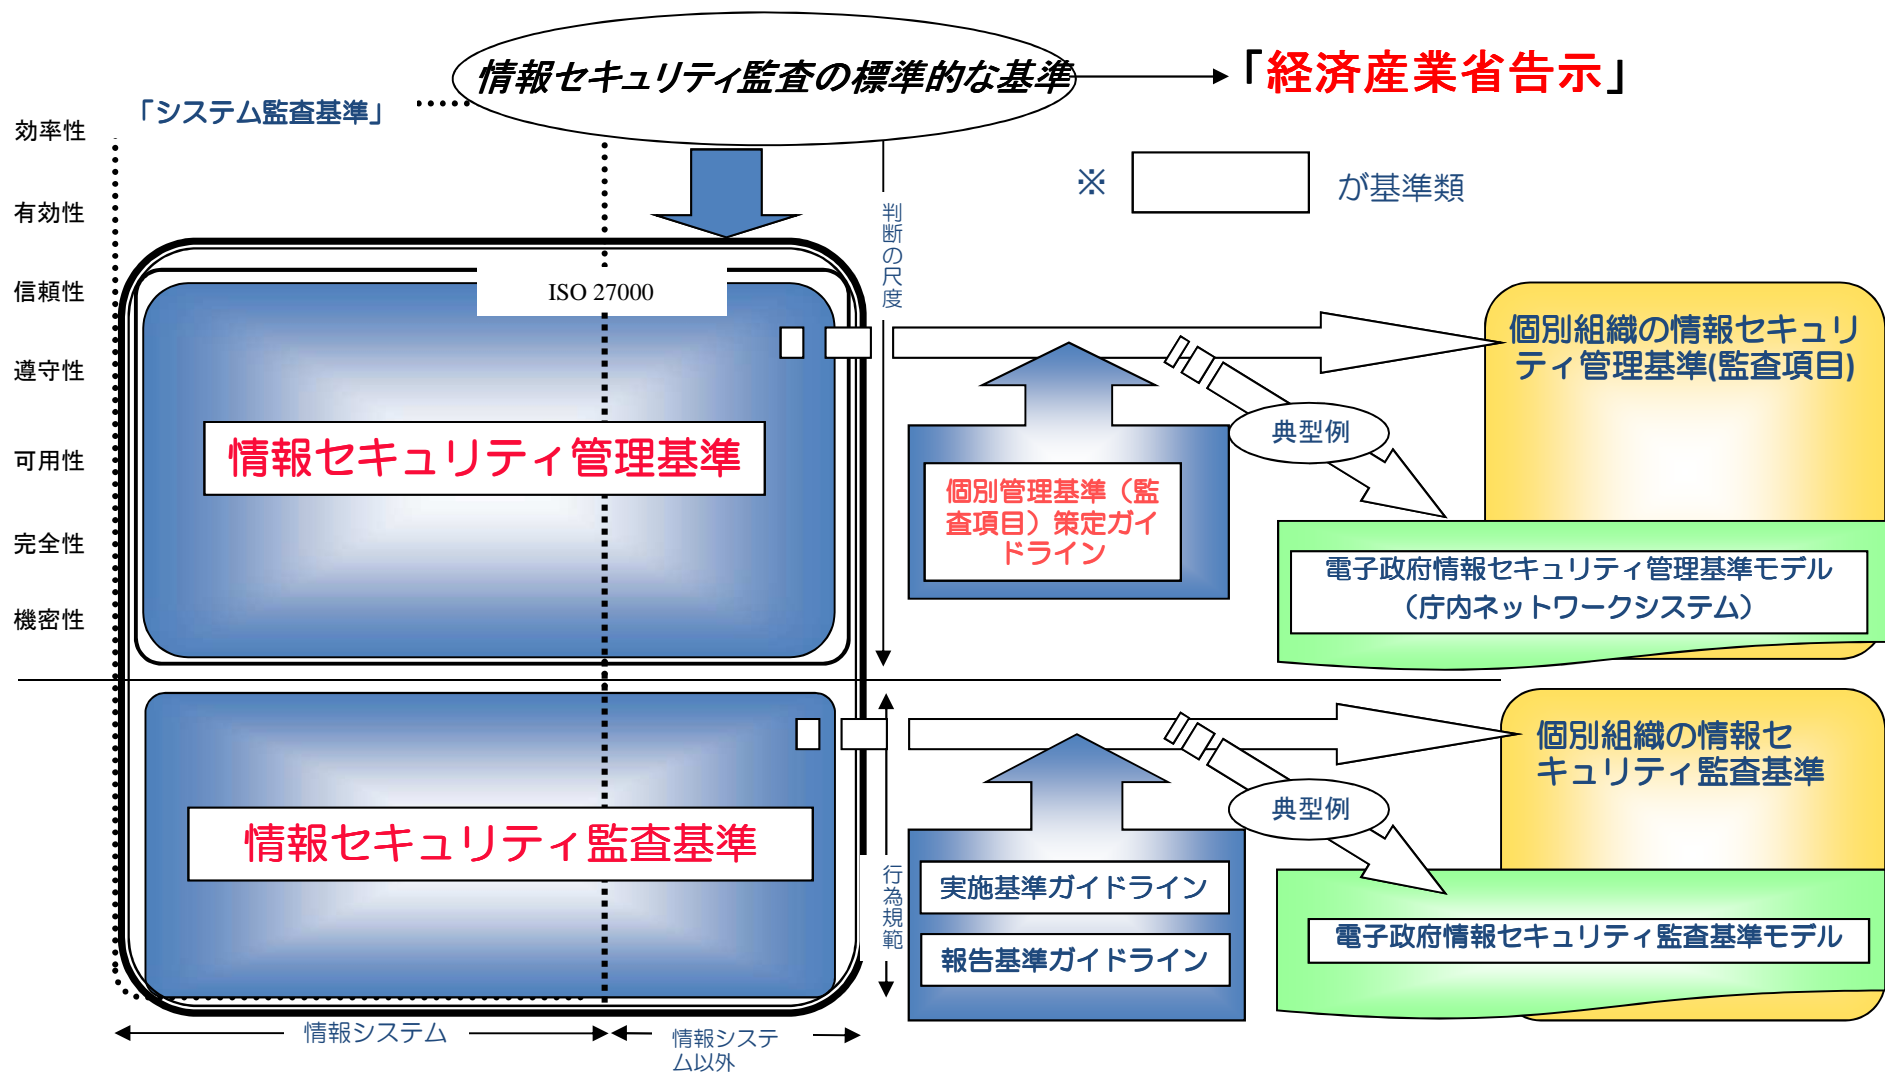 情報セキュリティ監査の標準的な基準
「経済産業省告示」
「システム監査基準」
効率性
有効性
信頼性
遵守性
可用性
完全性
機密性
※
が基準類
判断の尺度
ISO 27000
情報セキュリティ管理基準
個別管理基準（監
査項目）策定ガイ
ドライン
典型例
個別組織の情報セキュリ
ティ管理基準(監査項目)
電子政府情報セキュリティ管理基準モデル
（庁内ネットワークシステム）
情報セキュリティ監査基準
行為規範
実施基準ガイドライン
報告基準ガイドライン
典型例
個別組織の情報セ
キュリティ監査基準
電子政府情報セキュリティ監査基準モデル
情報システム
情報システ
ム以外